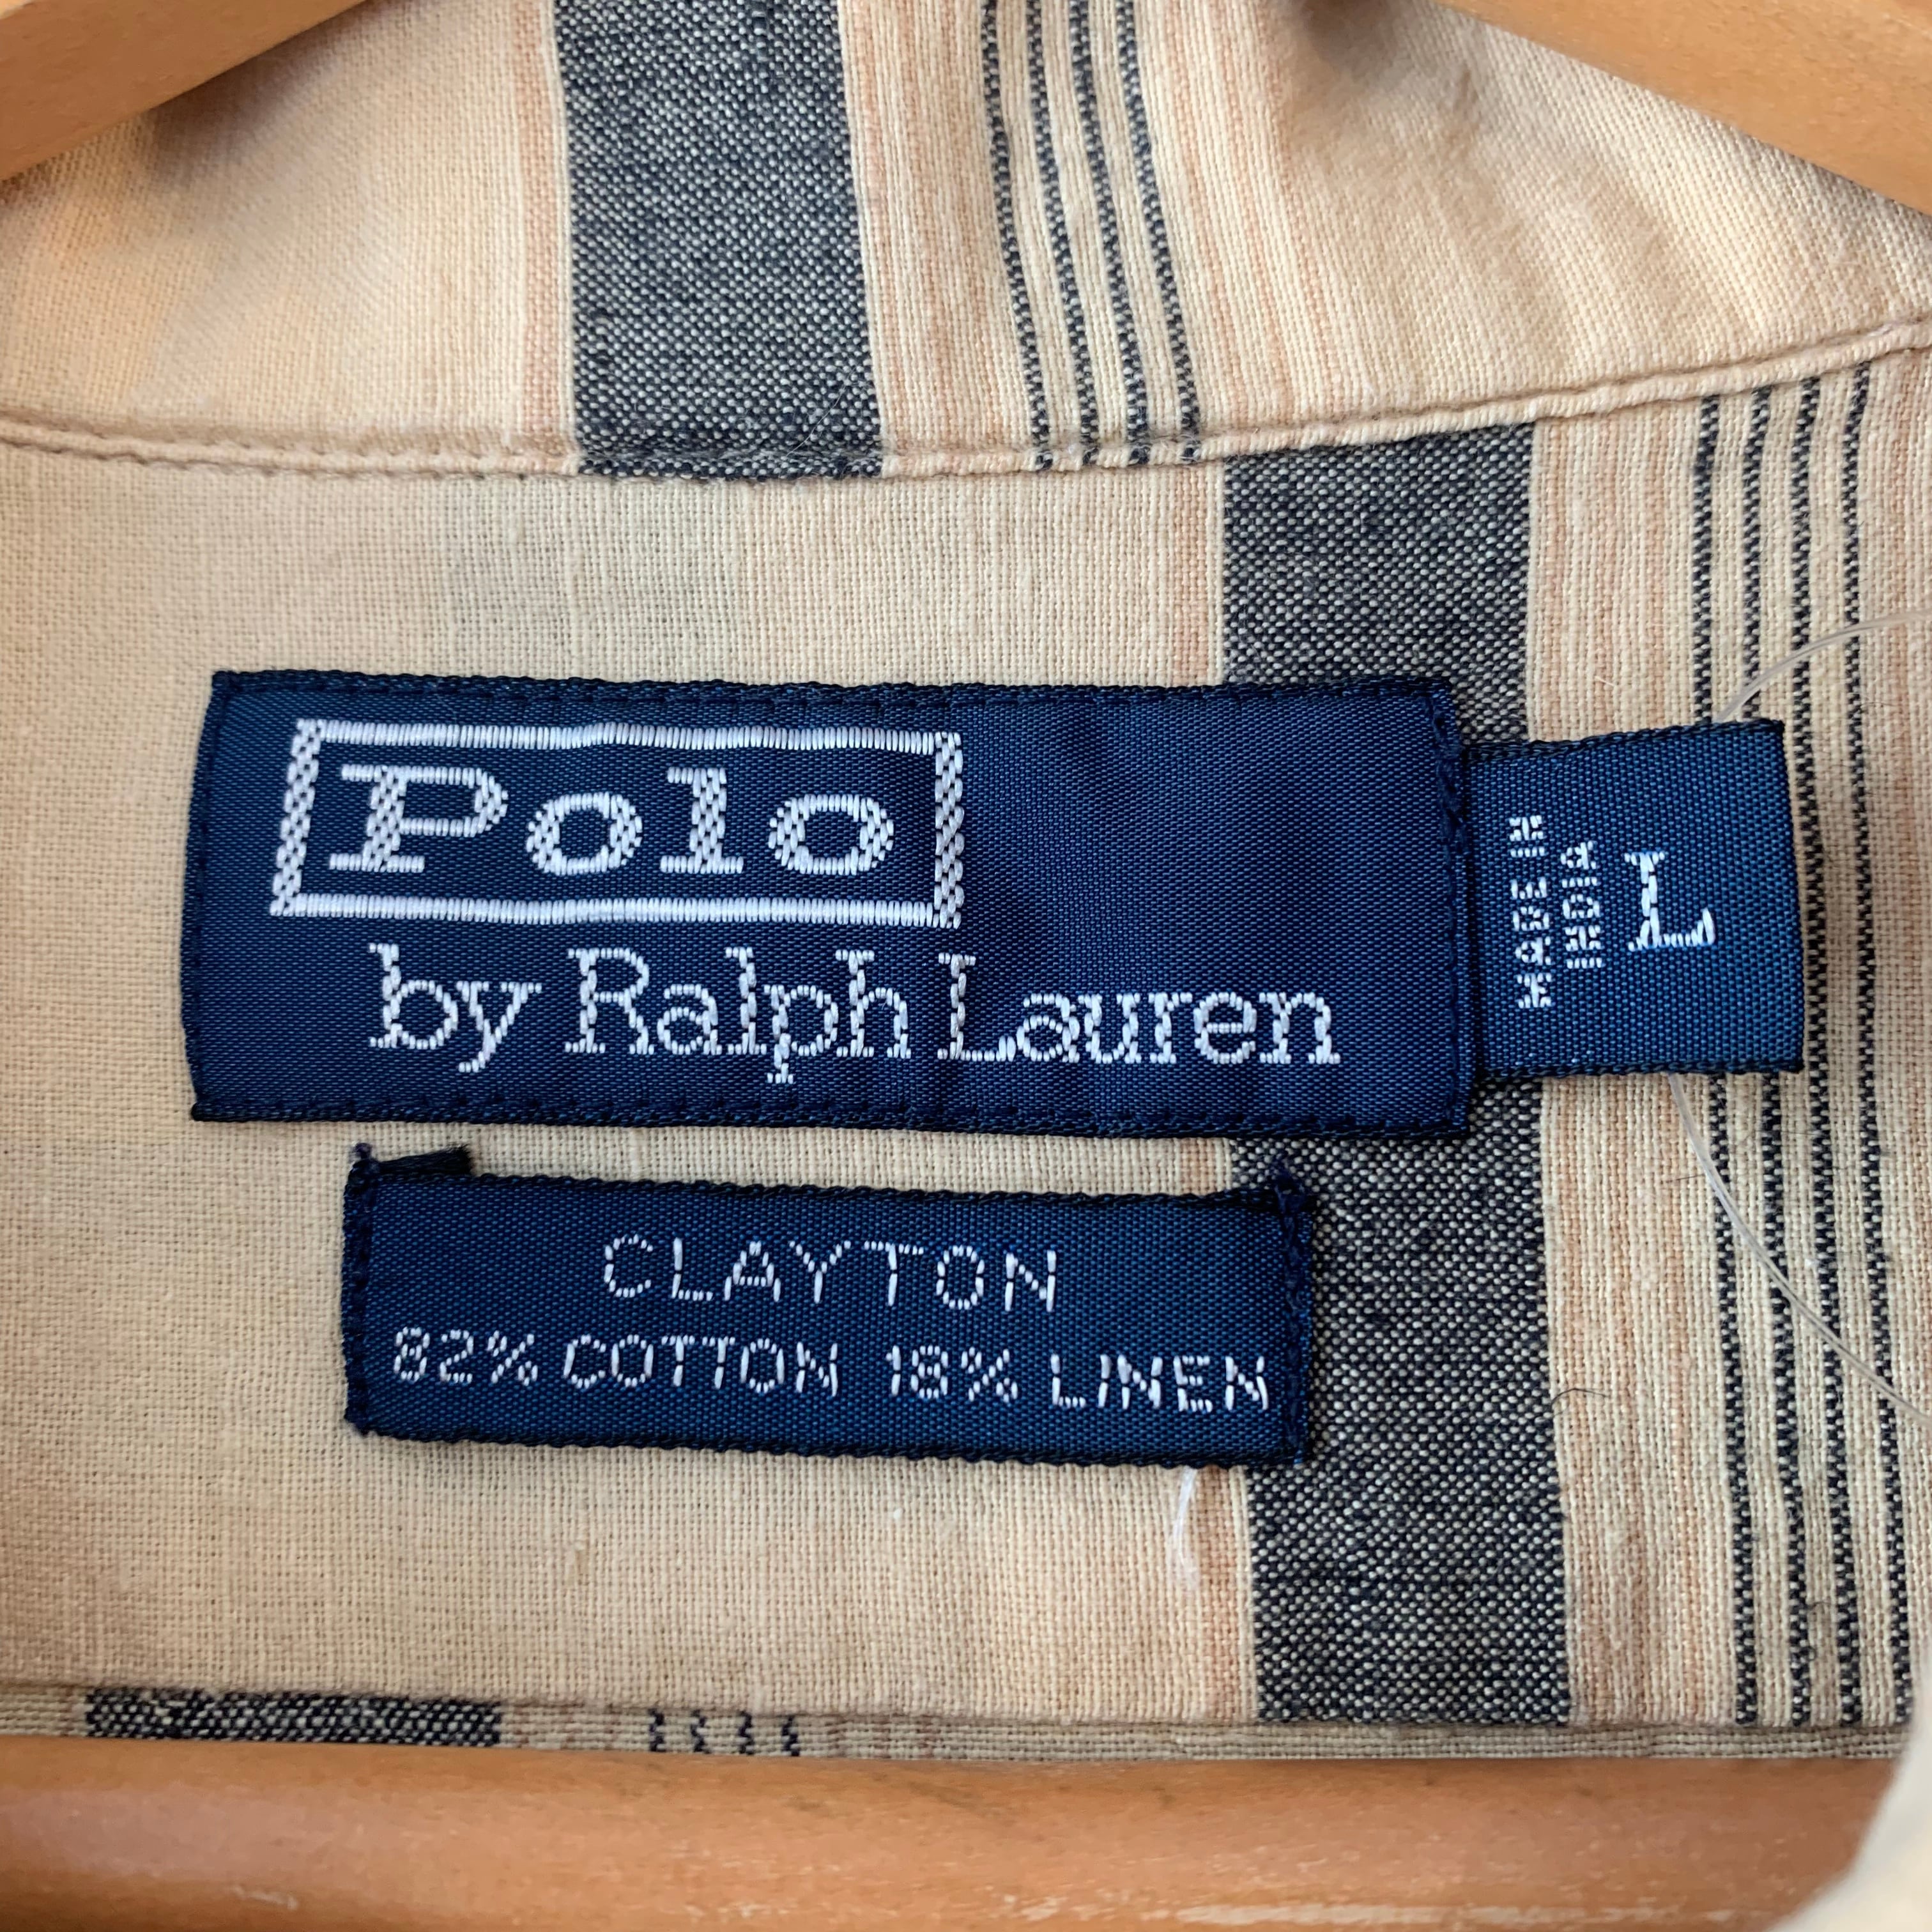 Polo
by Ralph Lauren
MADE IN
INDIA
L
CLAYTON
82% COTTON 18% LINEN